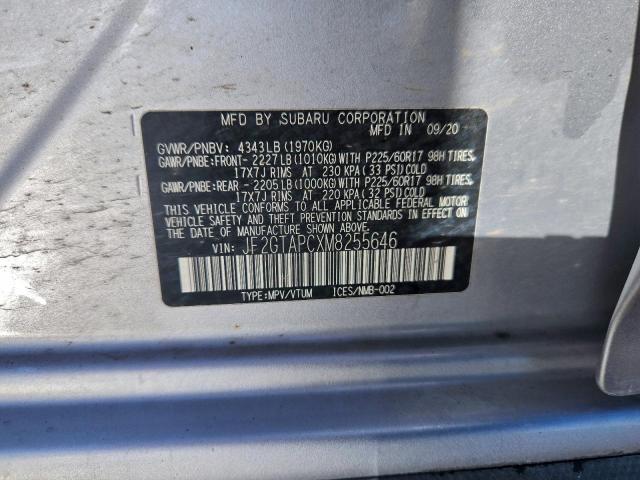 MFD BY SUBARU CORPORATION
MFD IN 09/20
GVWR/PNBV: 4343LB(1970KG)
GAWR/PNBE:FRONT- 2227LB(1010KG)WITH P225/60R17 98H TIRES,
17X7J RIMS AT 230 KPA(33 PSI)COLD
GAWR/PNBE:REAR - 2205LB(1000KG)WITH P225/60R17 98H TIRES,
17X7J RIMS AT 220 KPA(32 PSI)COLD
THIS VEHICLE CONFORMS TO ALL APPLICABLE FEDERAL MOTOR
VEHICLE SAFETY AND THEFT PREVENTION STANDARDS IN EFFECT
ON THE DATE OF MANUFACTURE SHOWN ABOVE.
VIN: JF2GTAPCXM8255646
TYPE:MPV/VTUM ICES/NMB-002